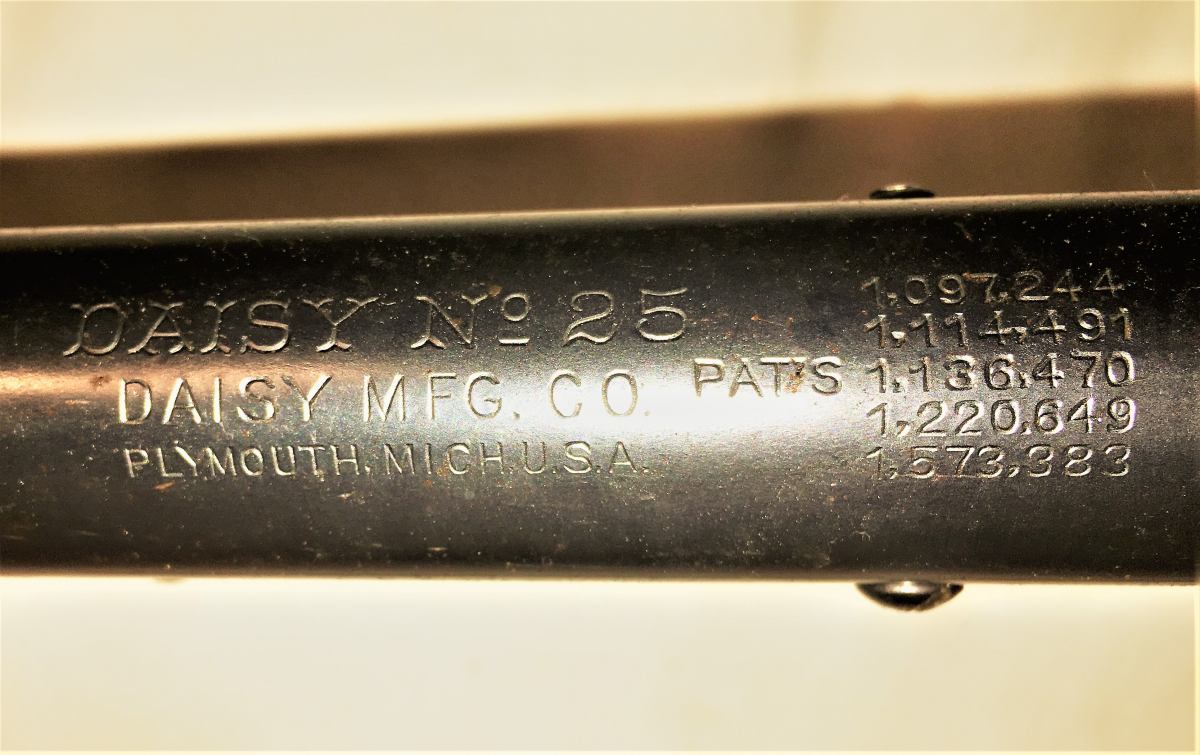 DAISY Nº 25
DAISY MFG. CO.
PLYMOUTH. MICH. U.S.A.
PAT'S
1,097,244
1,114,491
1,136,470
1,220,649
1,573,383